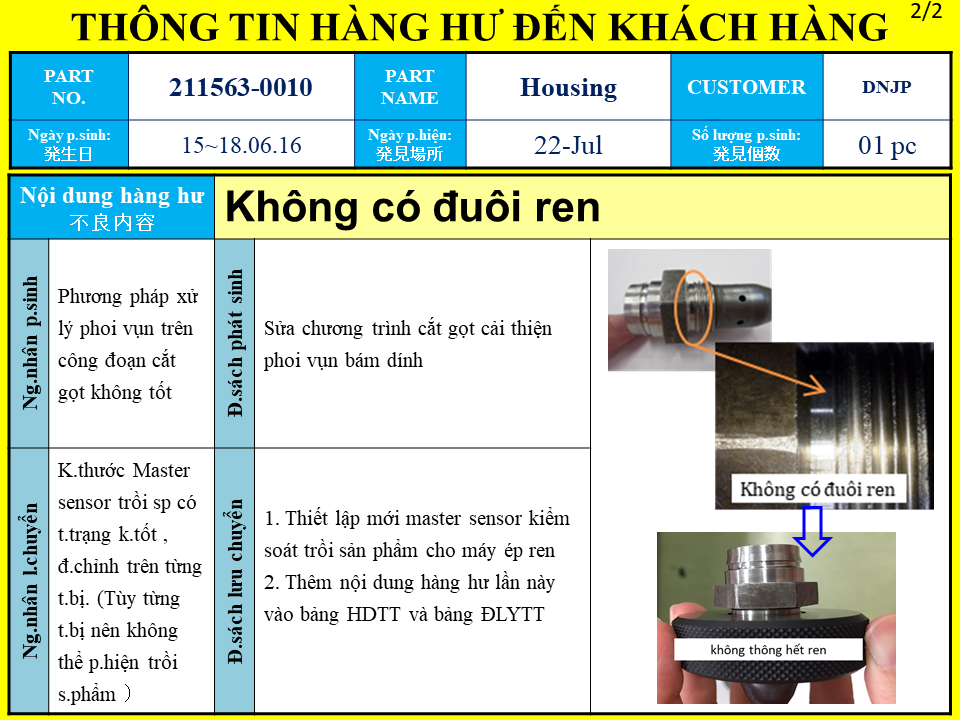 2/2
THÔNG TIN HÀNG HƯ ĐẾN KHÁCH HÀNG
PART
NO.
211563-0010
PART
NAME
Housing
CUSTOMER
DNJP
Ngày p.sinh:
発生日
15~18.06.16
Ngày p.hiện:
発見場所
22-Jul
Số lượng p.sinh:
発見個数
01 pc
Nội dung hàng hư
不良内容
Không có đuôi ren
Ng.nhân p.sinh
Phương pháp xử
lý phoi vụn trên
công đoạn cắt
gọt không tốt
Đ.sách phát sinh
Sửa chương trình cắt gọt cải thiện
phoi vụn bám dính
Không có đuôi ren
Ng.nhân l.chuyển
K.thước Master
sensor trồi sp có
t.trạng k.tốt ,
đ.chỉnh trên từng
t.bị. (Tùy từng
t.bị nên không
thể p.hiện trồi
s.phẩm )
Đ.sách lưu chuyển
1. Thiết lập mới master sensor kiểm
soát trồi sản phẩm cho máy ép ren
2. Thêm nội dung hàng hư lần này
vào bảng HDTT và bảng ĐLYTT
không thông hết ren